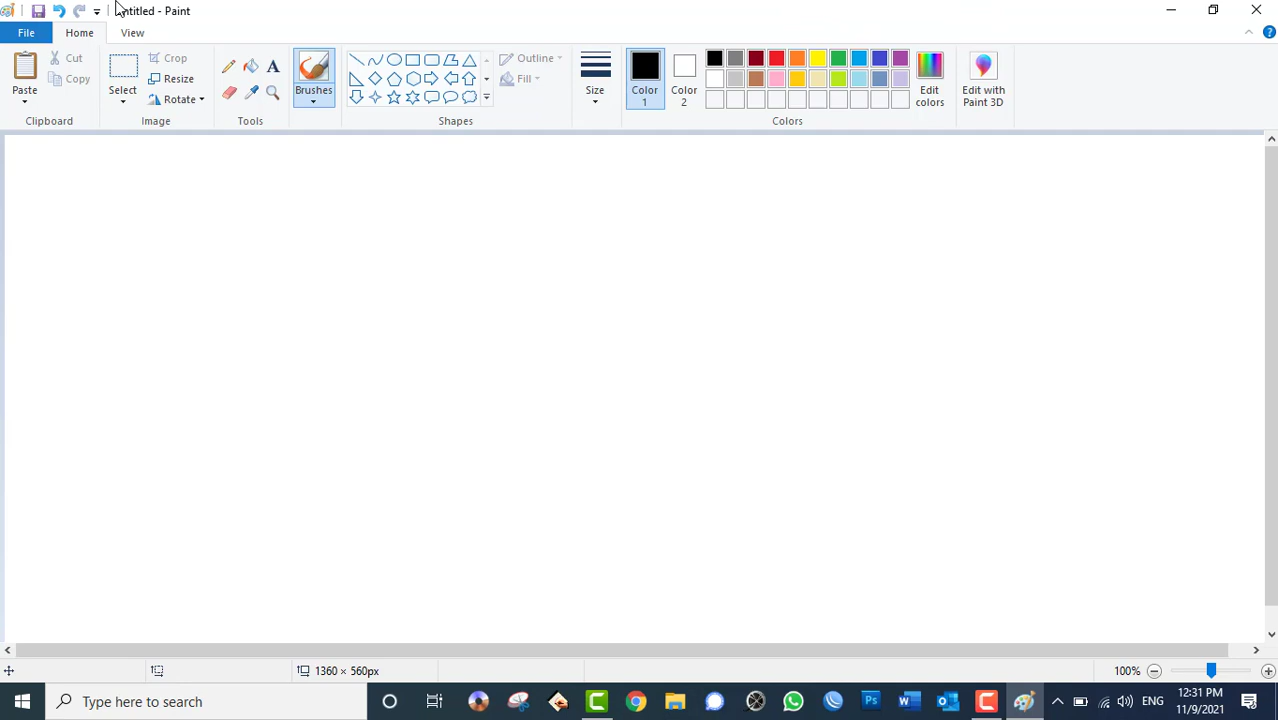 Untitled - Paint
File Home View
Paste
Cut
Copy
Clipboard
Select
Crop
Resize
Rotate
Image
A
Tools
Brushes
Shapes
Outline
Fill
Size
Color 1
Color 2
Edit colors
Edit with Paint 3D
Colors
1360 × 560px
100%
Type here to search
Ps
ENG
12:31 PM
11/9/2021